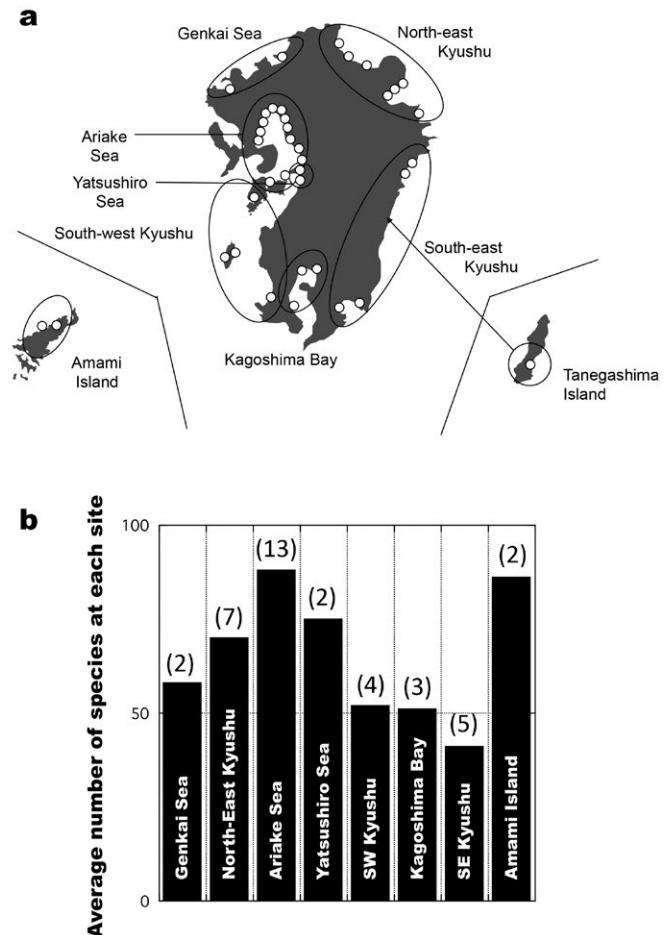 a
Genkai Sea
North-east
Kyushu
Ariake
Sea
Yatsushiro
Sea
South-west Kyushu
South-east
Kyushu
Amami
Island
Kagoshima Bay
Tanegashima
Island
b
Average number of species at each site
100
50
0
(2)
(7)
(13)
(2)
(4)
(3)
(5)
(2)
Genkai Sea
North-East Kyushu
Ariake Sea
Yatsushiro Sea
SW Kyushu
Kagoshima Bay
SE Kyushu
Amami Island